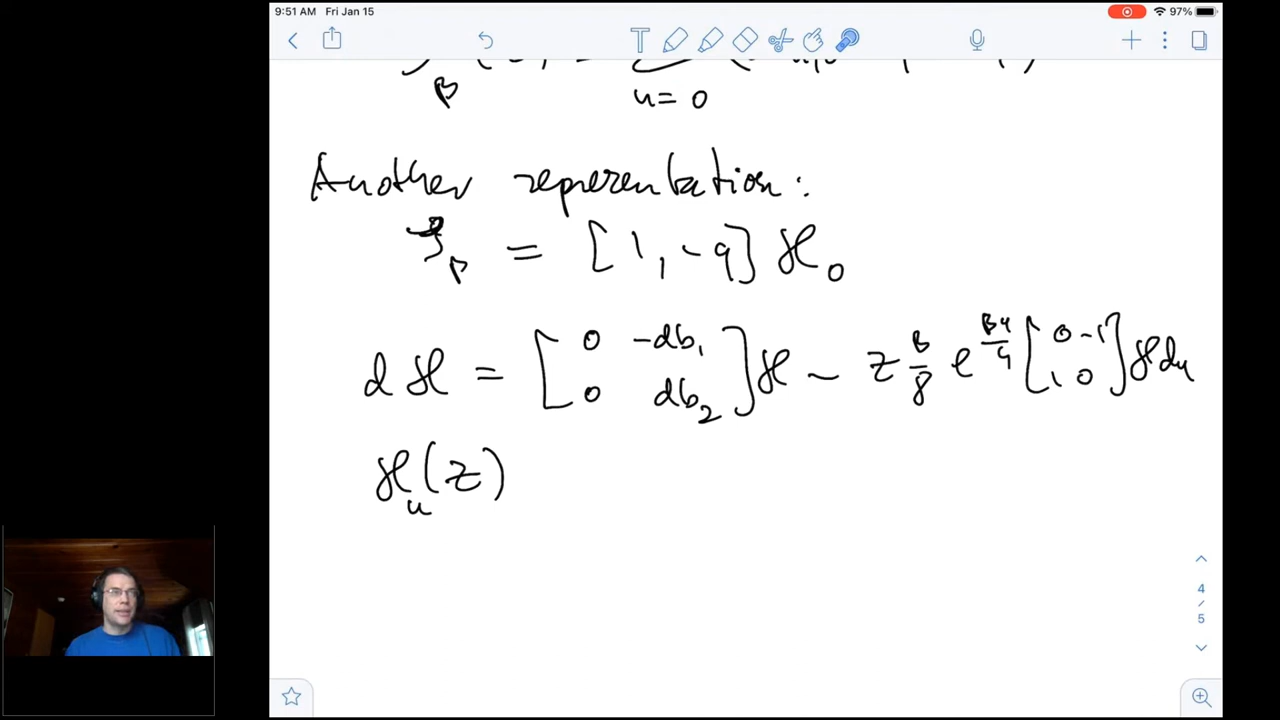 9:51 AM Fri Jan 15
97%
β u = 0
Another representation:
ζ_β = [1, -q] ℋ_0
dℋ = [0 -db_1; 0 db_2] ℋ - z β/8 e^{βu/4} [0 -1; 1 0] ℋ du
ℋ_u(z)
4
/
5